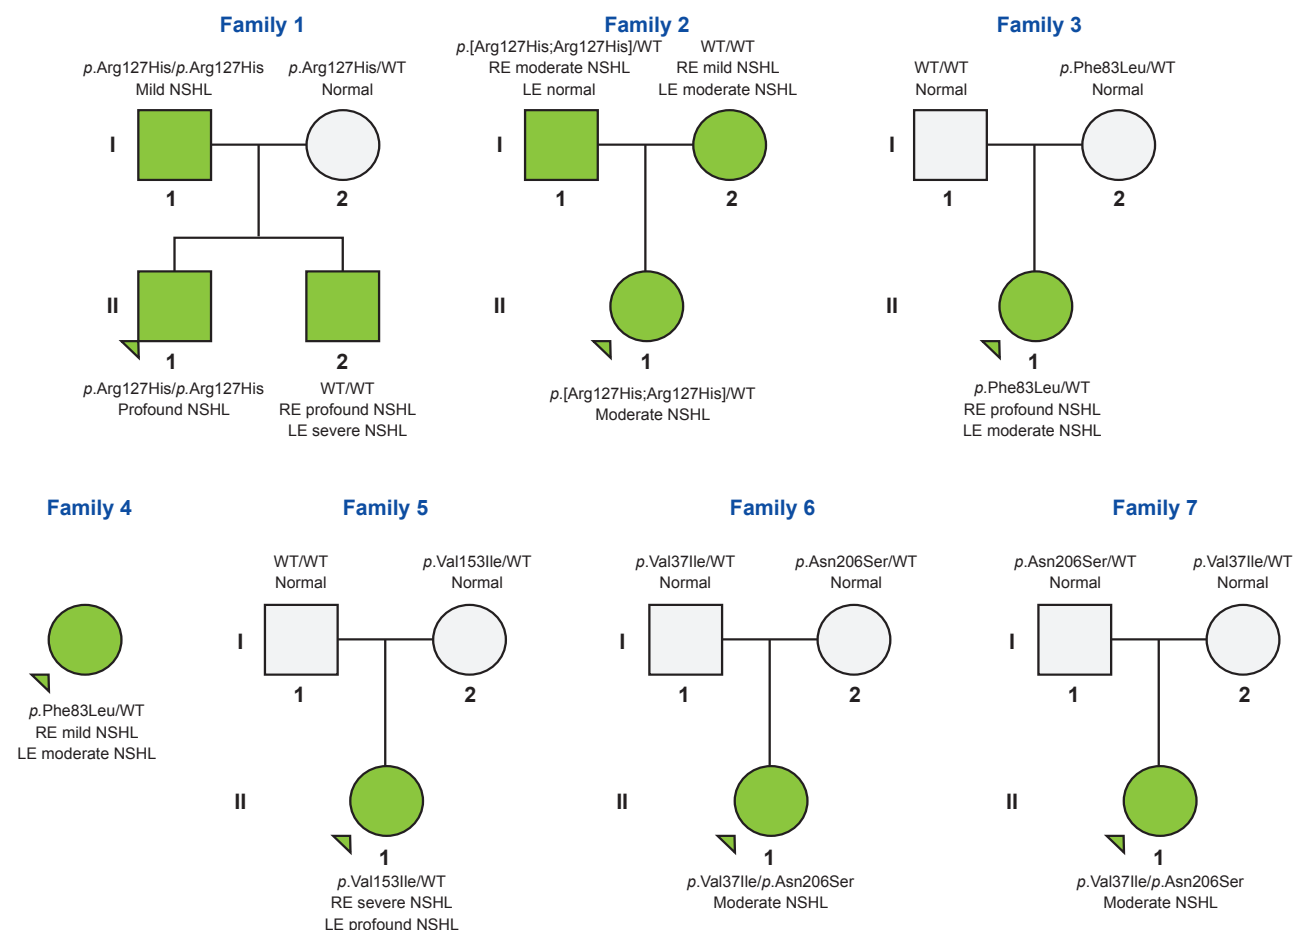 Family 1
p.Arg127His/p.Arg127His
Mild NSHL
p.Arg127His/WT
Normal
I
1
2
II
1
2
p.Arg127His/p.Arg127His
Profound NSHL
WT/WT
RE profound NSHL
LE severe NSHL
Family 2
p.[Arg127His;Arg127His]/WT
RE moderate NSHL
LE normal
WT/WT
RE mild NSHL
LE moderate NSHL
I
1
2
II
1
p.[Arg127His;Arg127His]/WT
Moderate NSHL
Family 3
WT/WT
Normal
p.Phe83Leu/WT
Normal
I
1
2
II
1
p.Phe83Leu/WT
RE profound NSHL
LE moderate NSHL
Family 4
p.Phe83Leu/WT
RE mild NSHL
LE moderate NSHL
Family 5
WT/WT
Normal
p.Val153Ile/WT
Normal
I
1
2
II
1
p.Val153Ile/WT
RE severe NSHL
LE profound NSHL
Family 6
p.Val37Ile/WT
Normal
p.Asn206Ser/WT
Normal
I
1
2
II
1
p.Val37Ile/p.Asn206Ser
Moderate NSHL
Family 7
p.Asn206Ser/WT
Normal
p.Val37Ile/WT
Normal
I
1
2
II
1
p.Val37Ile/p.Asn206Ser
Moderate NSHL